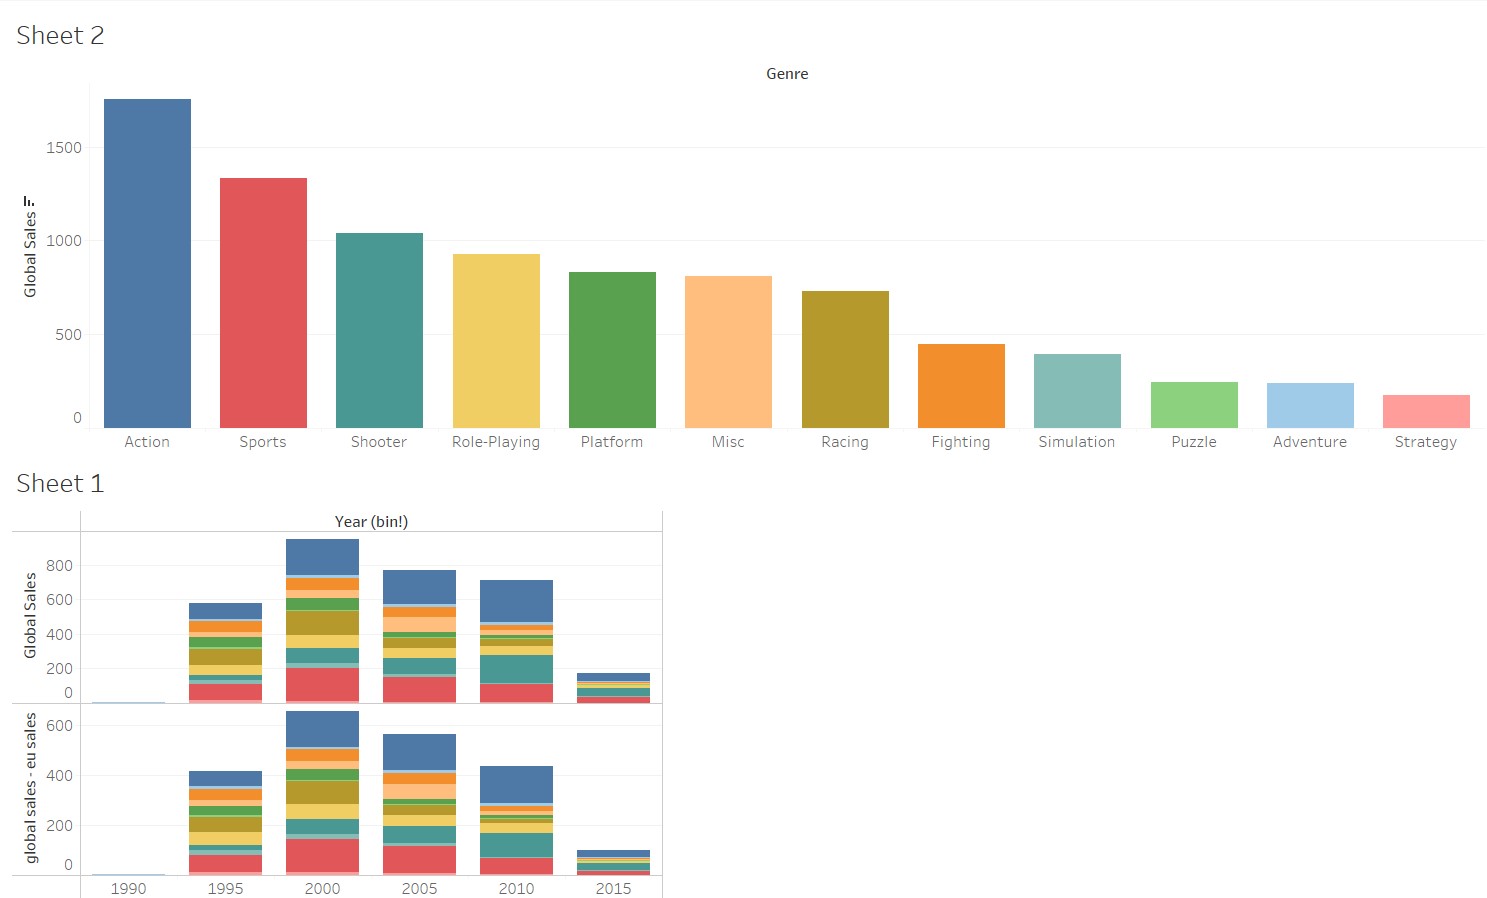 Sheet 2
Genre
Global Sales
1500
1000
500
0
Action Sports Shooter Role-Playing Platform Misc Racing Fighting Simulation Puzzle Adventure Strategy
Sheet 1
Year (bin!)
Global Sales
800
600
400
200
0
global sales - eu sales
600
400
200
0
1990 1995 2000 2005 2010 2015